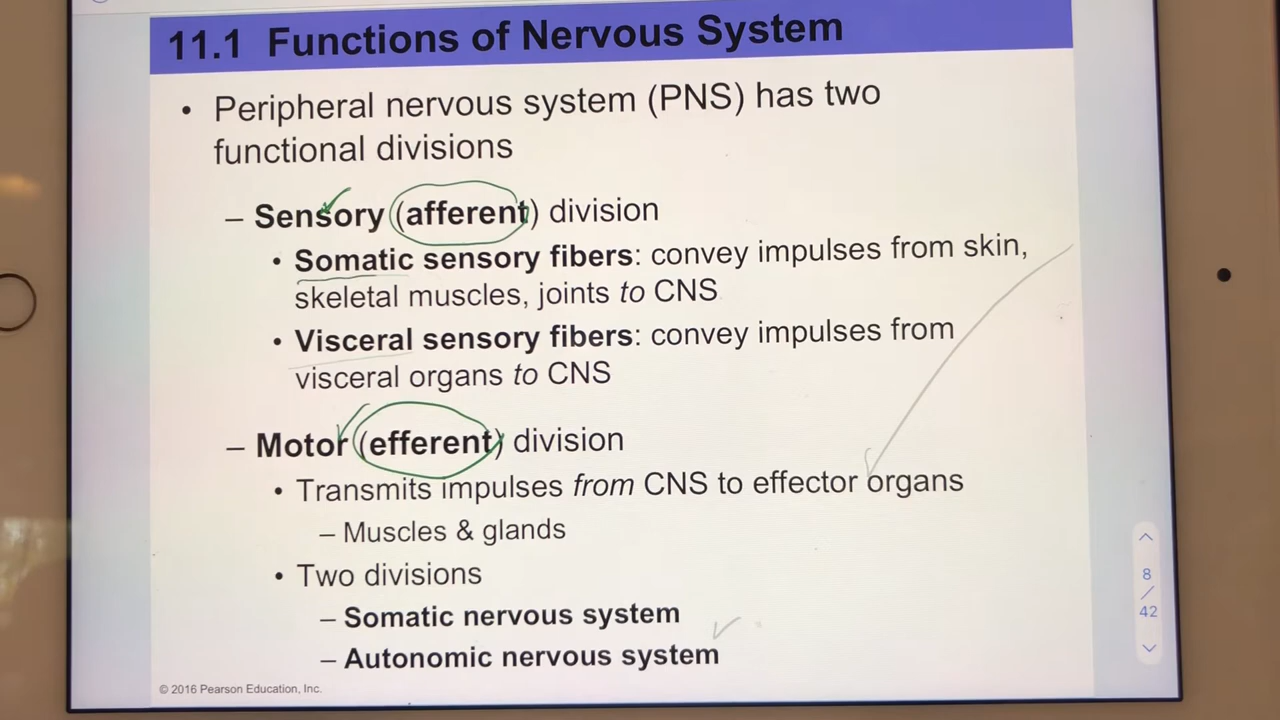 11.1 Functions of Nervous System
• Peripheral nervous system (PNS) has two
functional divisions
– Sensory (afferent) division
• Somatic sensory fibers: convey impulses from skin,
skeletal muscles, joints to CNS
• Visceral sensory fibers: convey impulses from
visceral organs to CNS
– Motor (efferent) division
• Transmits impulses from CNS to effector organs
– Muscles & glands
• Two divisions
– Somatic nervous system
– Autonomic nervous system
© 2016 Pearson Education, Inc.
8
/
42